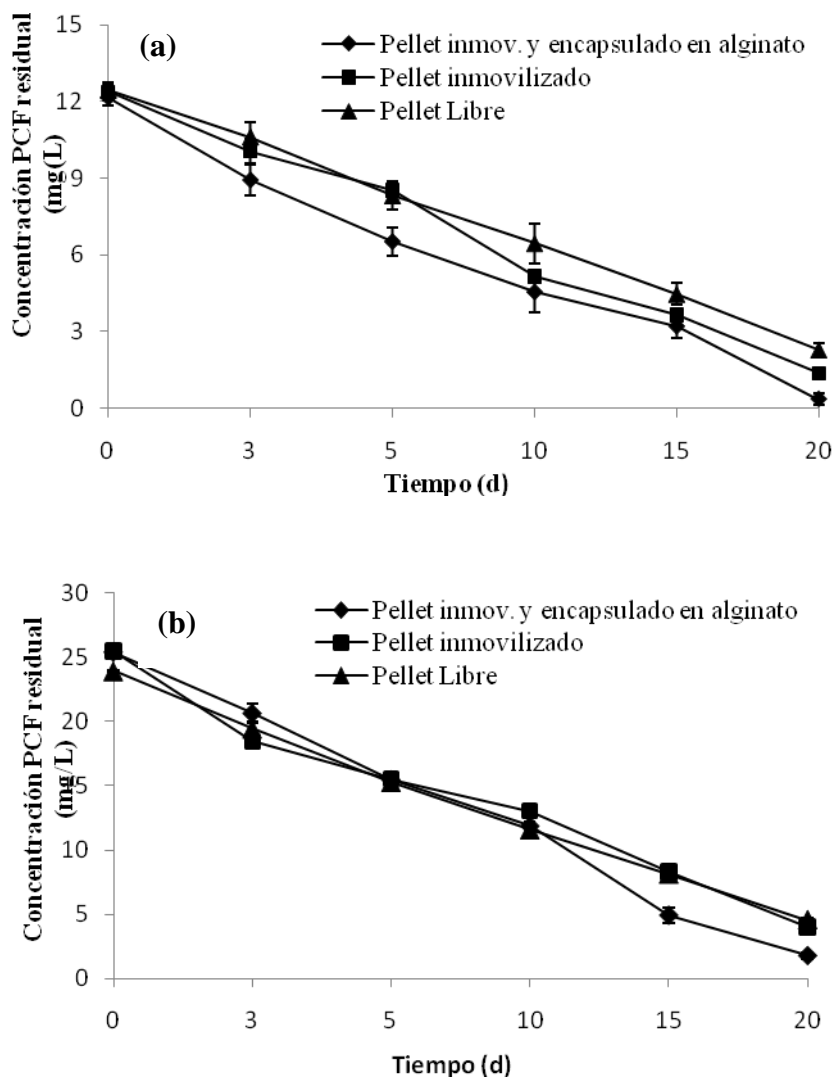 (a)
Pellet inmov. y encapsulado en alginato
Pellet inmovilizado
Pellet Libre
Concentración PCF residual
(mg(L)
15
12
9
6
3
0
0 3 5 10 15 20
Tiempo (d)
(b)
Pellet inmov. y encapsulado en alginato
Pellet inmovilizado
Pellet Libre
Concentración PCF residual
(mg/L)
30
25
20
15
10
5
0
0 3 5 10 15 20
Tiempo (d)